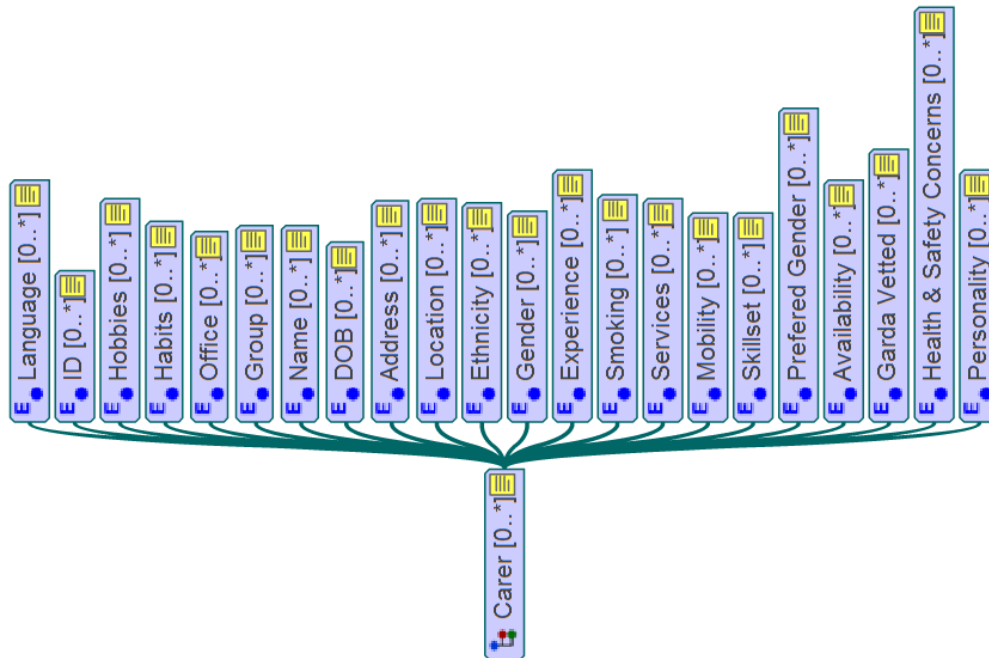 Language [0..*]
E
ID [0..*]
E
Hobbies [0..*]
E
Habits [0..*]
E
Office [0..*]
E
Group [0..*]
E
Name [0..*]
E
DOB [0..*]
E
Address [0..*]
E
Location [0..*]
E
Ethnicity [0..*]
E
Gender [0..*]
E
Experience [0..*]
E
Smoking [0..*]
E
Services [0..*]
E
Mobility [0..*]
E
Skillset [0..*]
E
Prefered Gender [0..*]
E
Availability [0..*]
E
Garda Vetted [0..*]
E
Health & Safety Concerns [0..*]
E
Personality [0..*]
E
Carer [0..*]